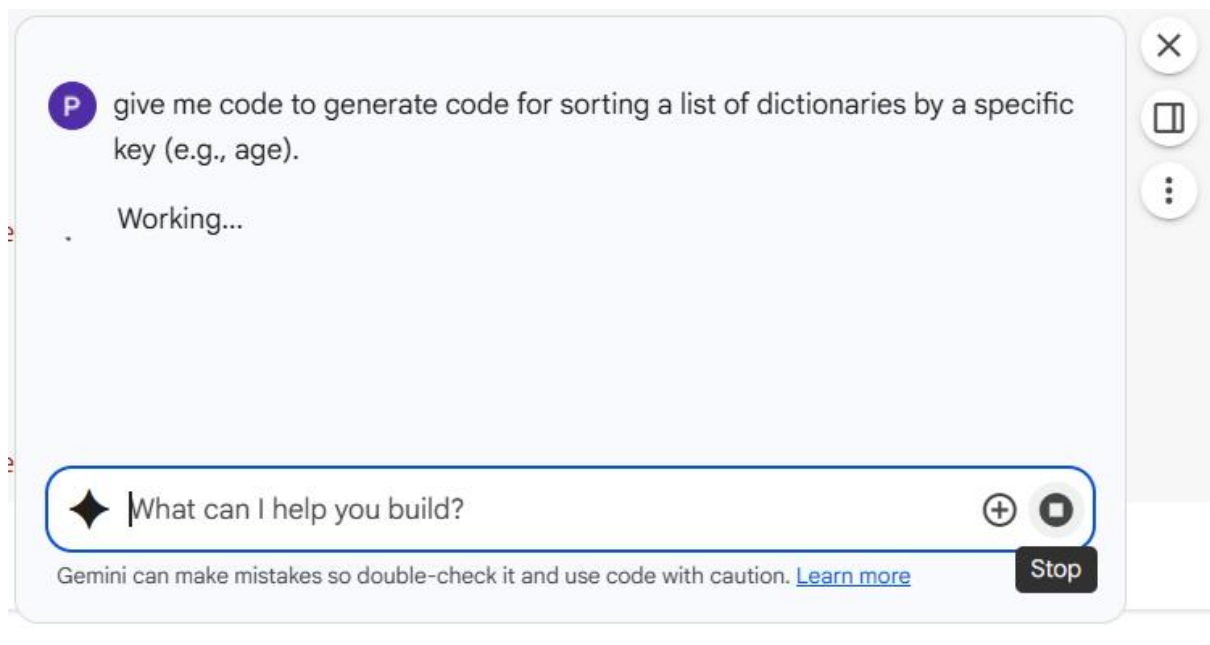 P
give me code to generate code for sorting a list of dictionaries by a specific
key (e.g., age).
Working...
e
e
What can I help you build?
Gemini can make mistakes so double-check it and use code with caution. Learn more
Stop